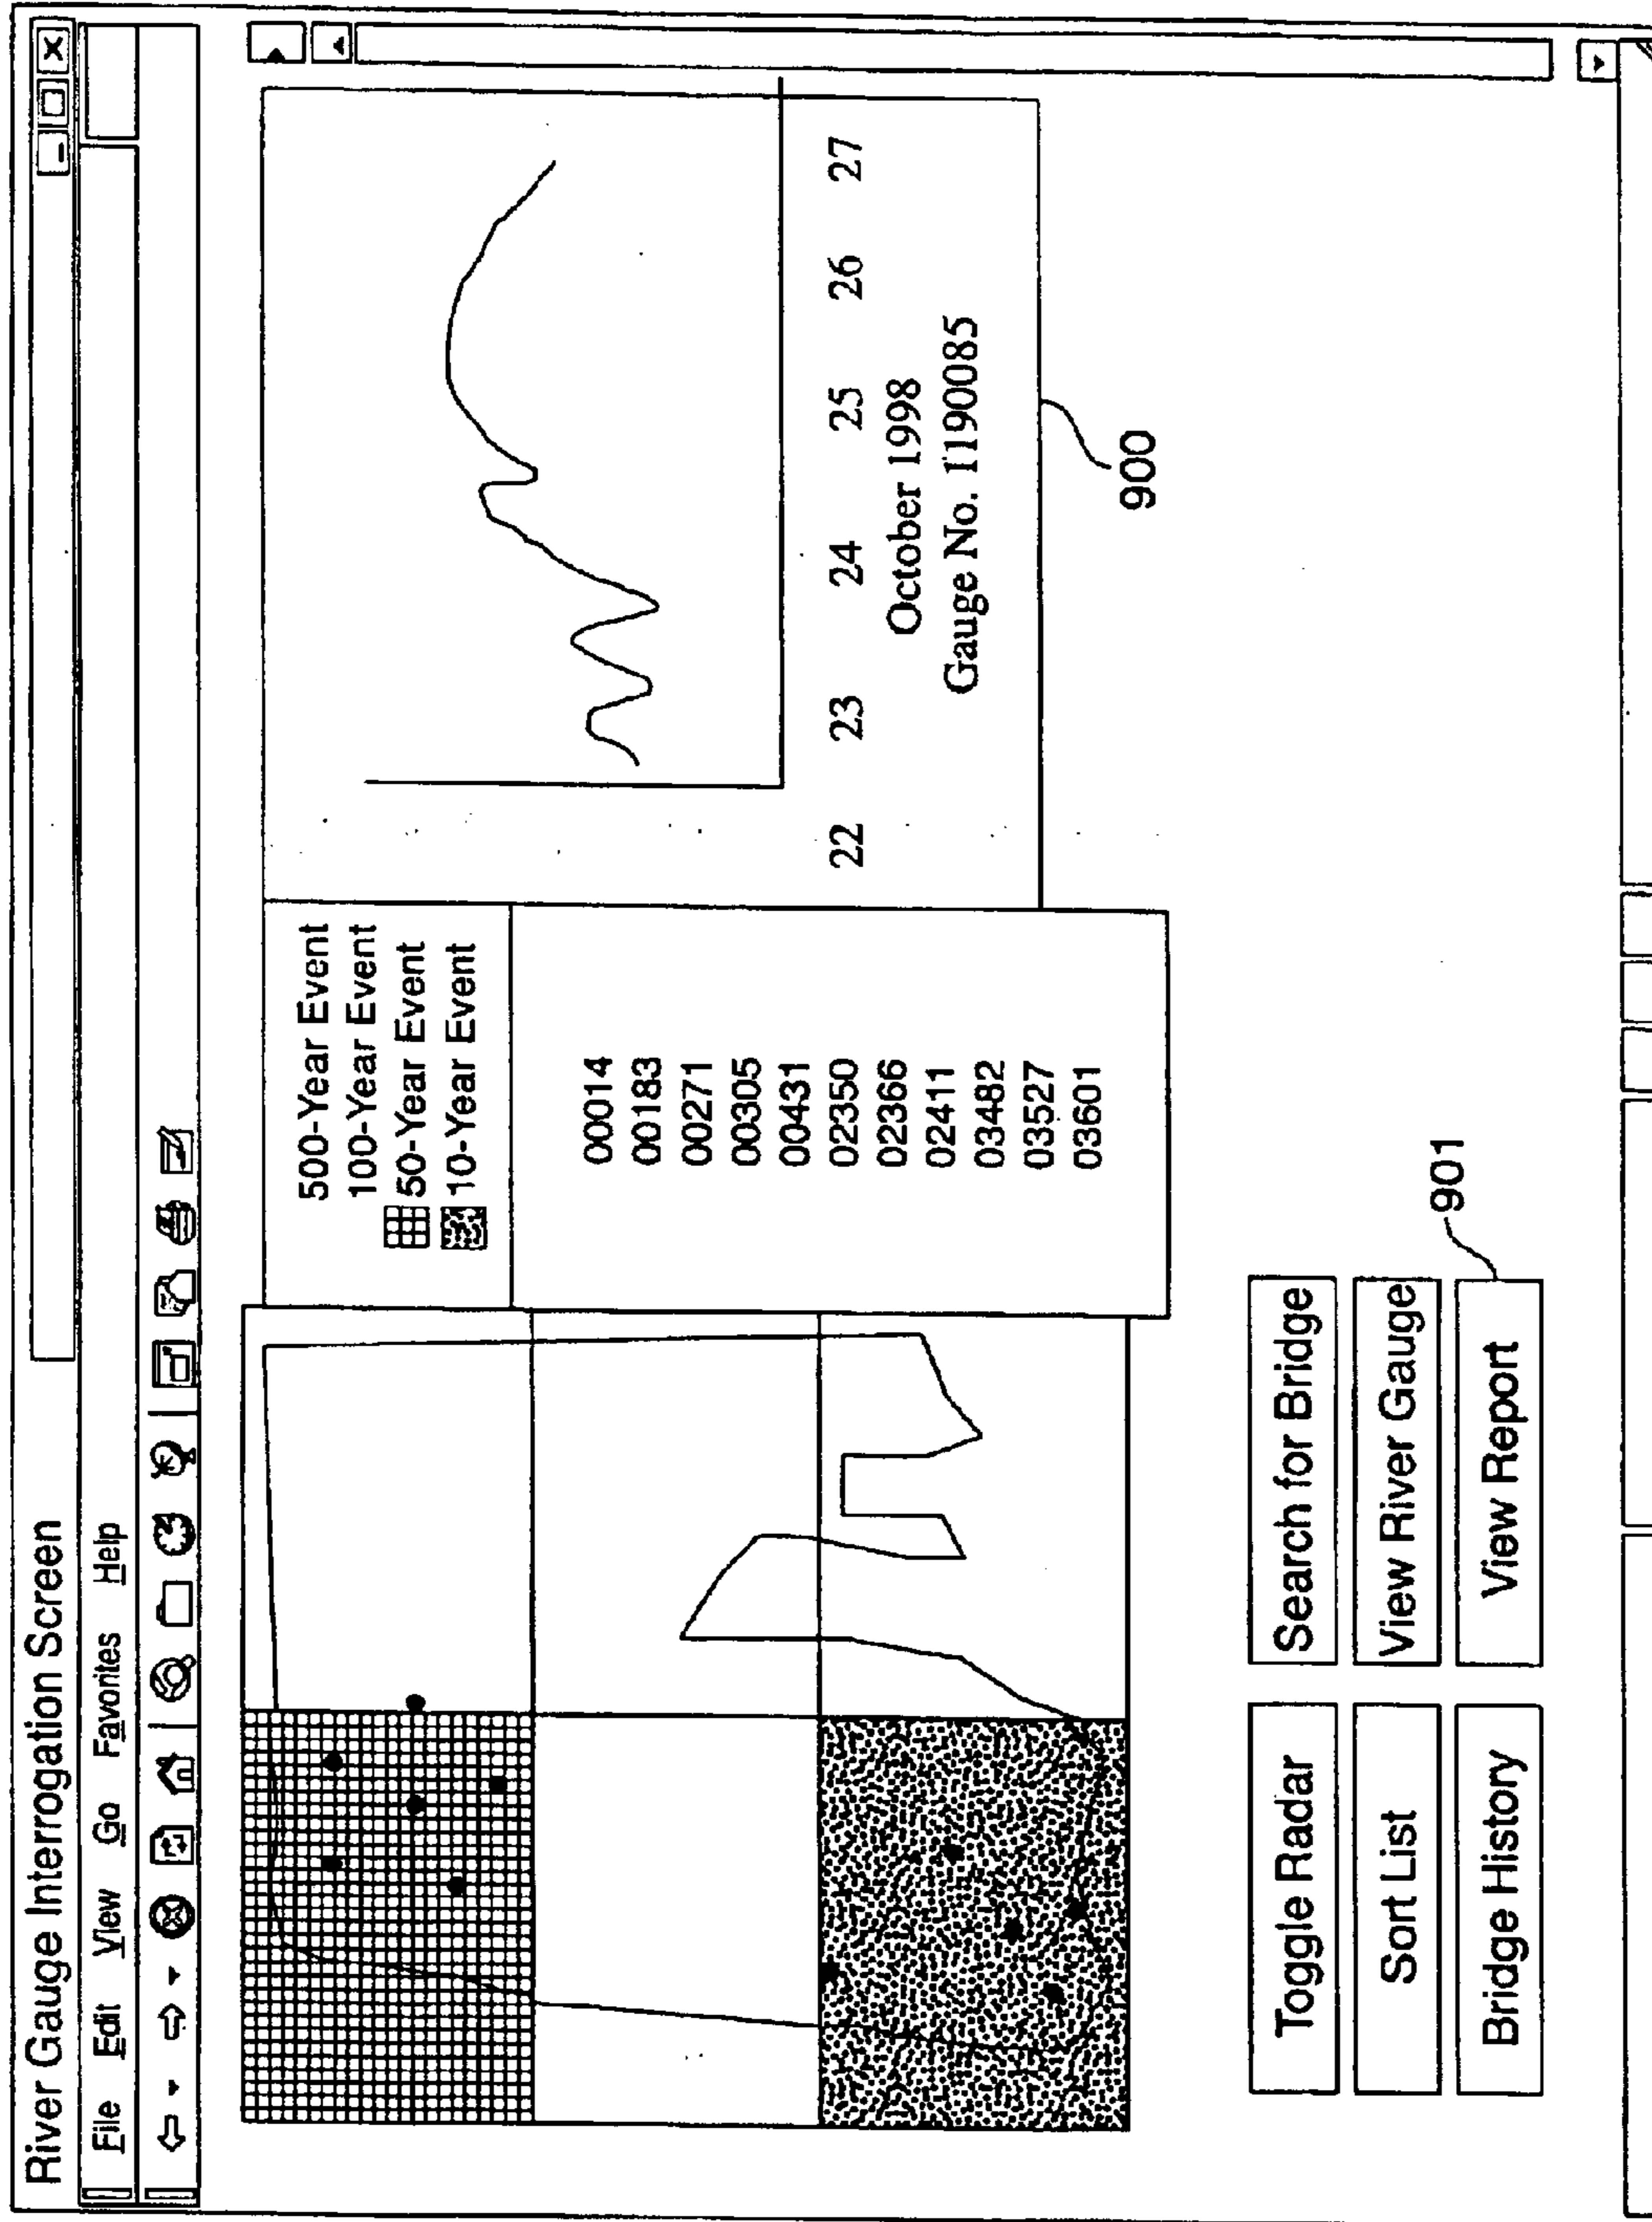 River Gauge Interrogation Screen
File Edit View Go Favorites Help
500-Year Event
100-Year Event
50-Year Event
10-Year Event
00014
00183
00271
00305
00431
02350
02366
02411
03482
03527
03601
22 23 24 25 26 27
October 1998
Gauge No. 1190085
900
Toggle Radar
Search for Bridge
Sort List
View River Gauge
Bridge History
View Report
901